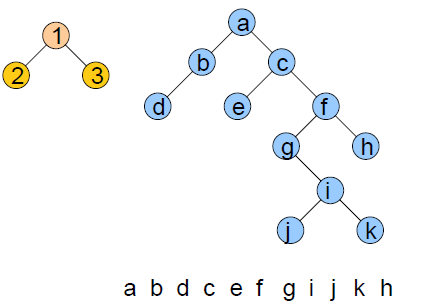 1
2 3
a
b c
d e f
g h
i
j k
a b d c e f g i j k h